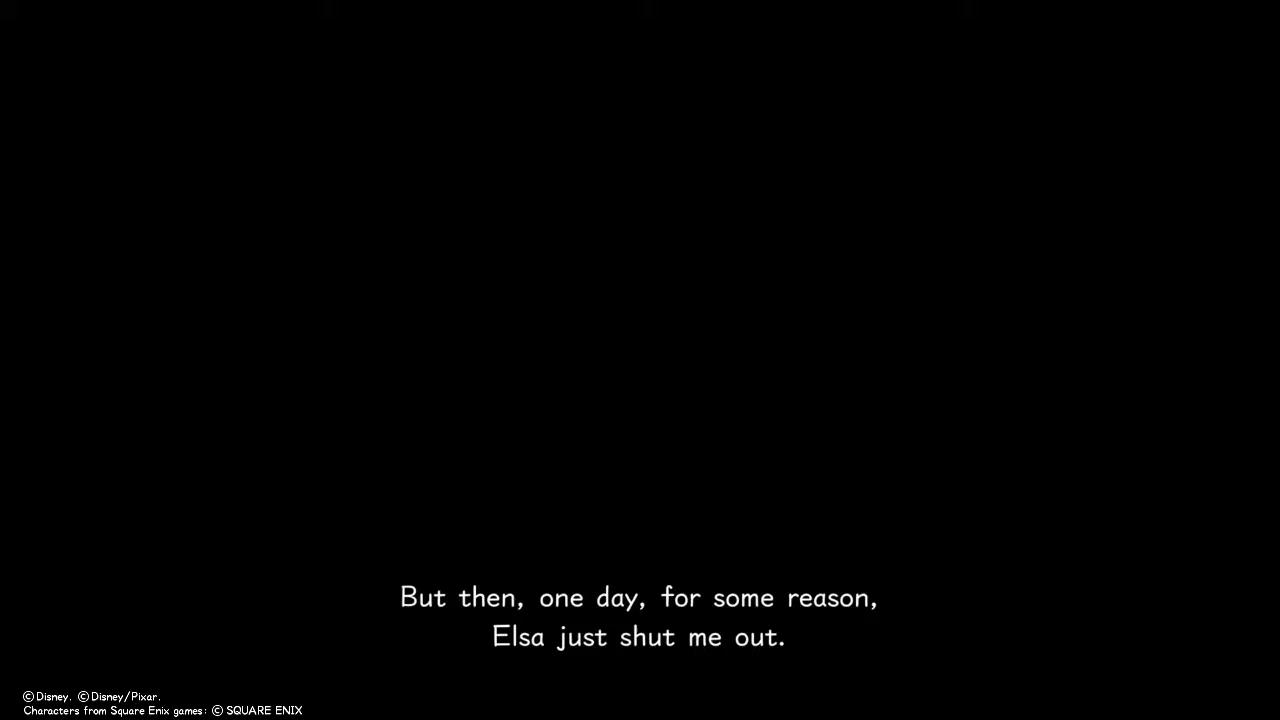 But then, one day, for some reason,
Elsa just shut me out.
©Disney. ©Disney/Pixar.
Characters from Square Enix games: © SQUARE ENIX